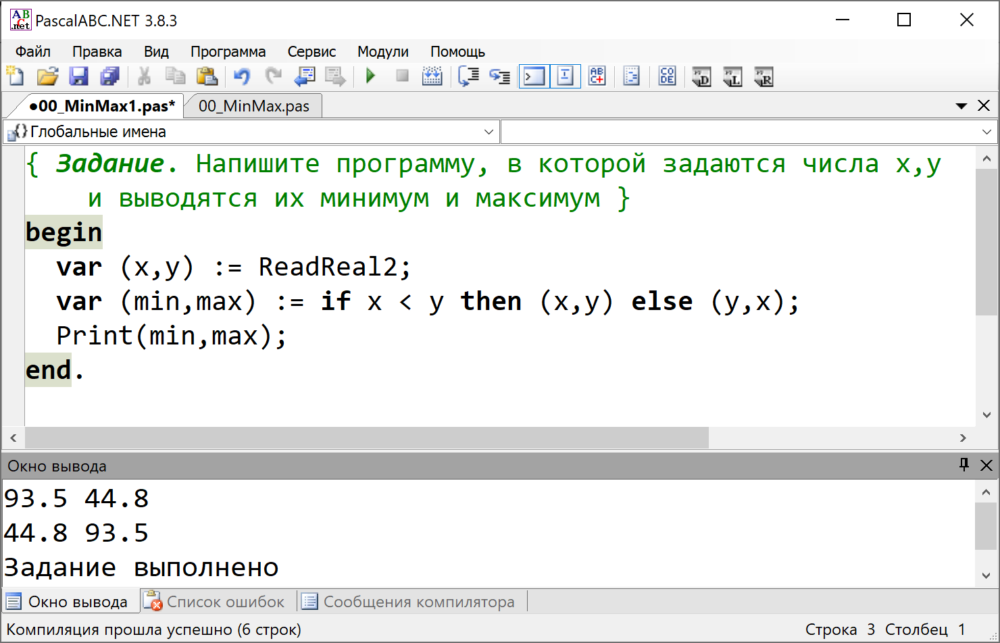 PascalABC.NET 3.8.3
Файл Правка Вид Программа Сервис Модули Помощь
●00_MinMax1.pas* 00_MinMax.pas
Глобальные имена
{ Задание. Напишите программу, в которой задаются числа x,y
и выводятся их минимум и максимум }
begin
var (x,y) := ReadReal2;
var (min,max) := if x < y then (x,y) else (y,x);
Print(min,max);
end.
Окно вывода
93.5 44.8
44.8 93.5
Задание выполнено
Окно вывода Список ошибок Сообщения компилятора
Компиляция прошла успешно (6 строк) Строка 3 Столбец 1